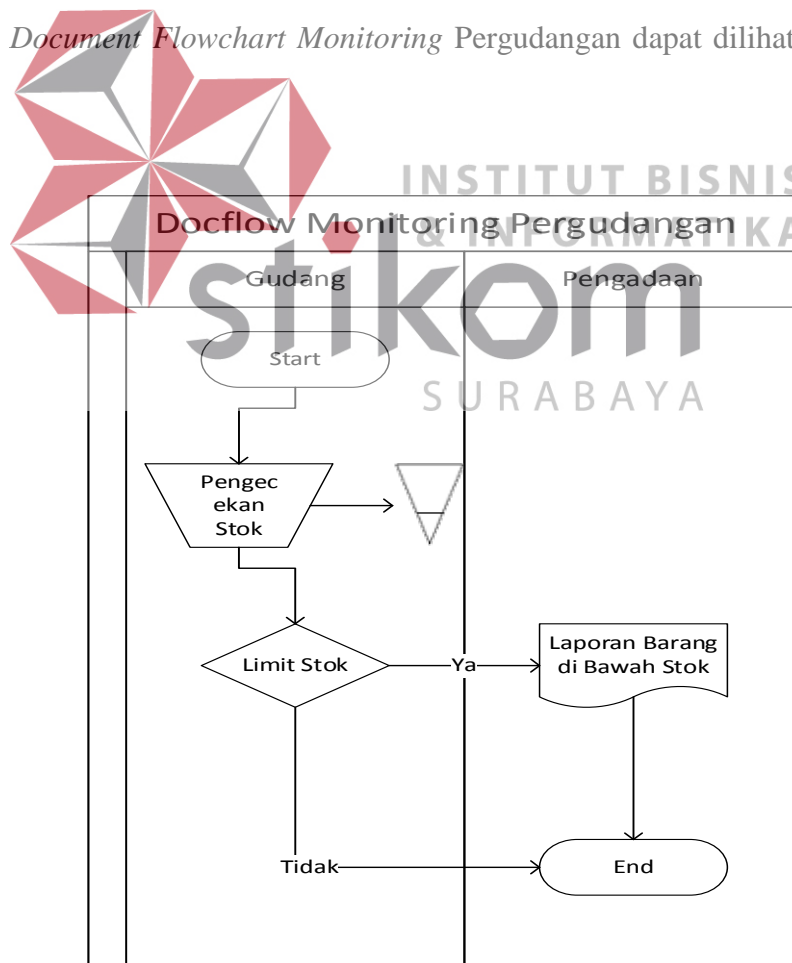 Document Flowchart Monitoring Pergudangan dapat dilihat
INSTITUT BISNIS
& INFORMATIKA
stikom
SURABAYA
Docflow Monitoring Pergudangan
Gudang
Pengadaan
Start
Pengec
ekan
Stok
Limit Stok
Ya
Laporan Barang
di Bawah Stok
Tidak
End